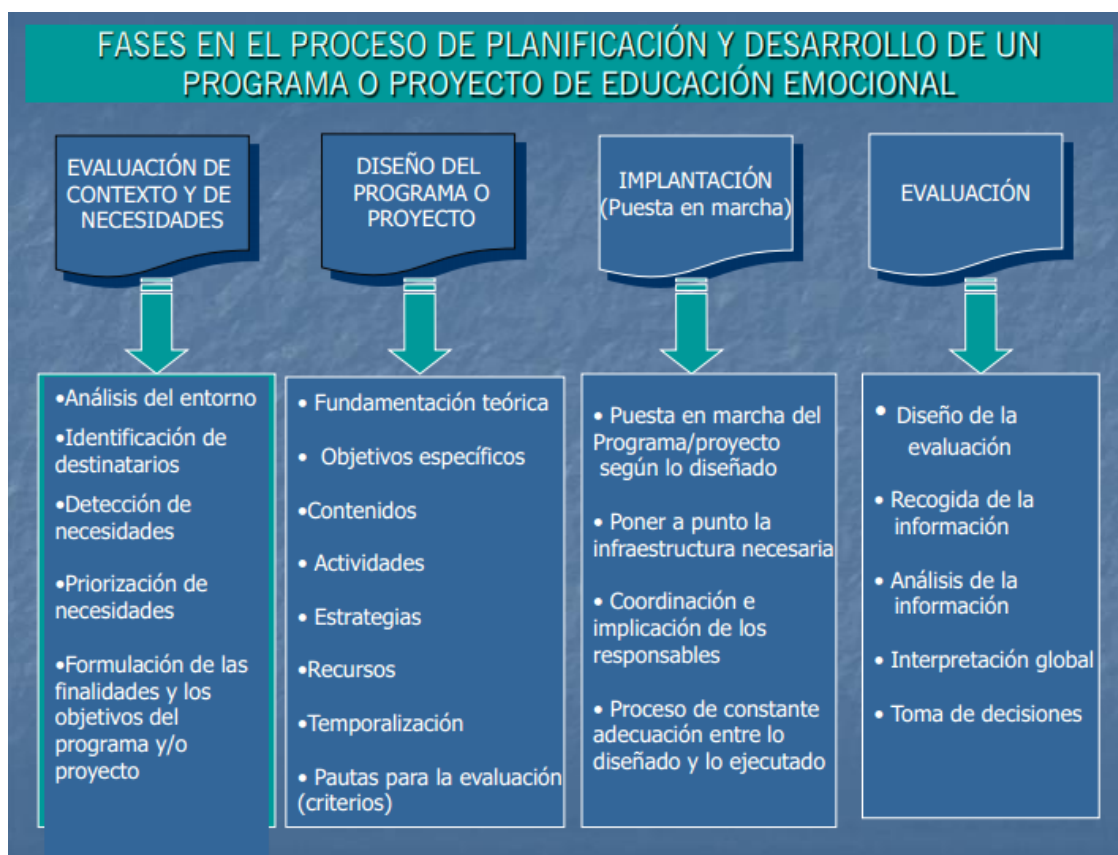 FASES EN EL PROCESO DE PLANIFICACIÓN Y DESARROLLO DE UN
PROGRAMA O PROYECTO DE EDUCACIÓN EMOCIONAL
EVALUACIÓN DE
CONTEXTO Y DE
NECESIDADES
•Análisis del entorno
•Identificación de
destinatarios
•Detección de
necesidades
•Priorización de
necesidades
•Formulación de las
finalidades y los
objetivos del
programa y/o
proyecto
DISEÑO DEL
PROGRAMA O
PROYECTO
• Fundamentación teórica
• Objetivos específicos
•Contenidos
• Actividades
• Estrategias
•Recursos
•Temporalización
• Pautas para la evaluación
(criterios)
IMPLANTACIÓN
(Puesta en marcha)
• Puesta en marcha del
Programa/proyecto
según lo diseñado
• Poner a punto la
infraestructura necesaria
• Coordinación e
implicación de los
responsables
• Proceso de constante
adecuación entre lo
diseñado y lo ejecutado
EVALUACIÓN
• Diseño de la
evaluación
• Recogida de la
información
• Análisis de la
información
• Interpretación global
• Toma de decisiones